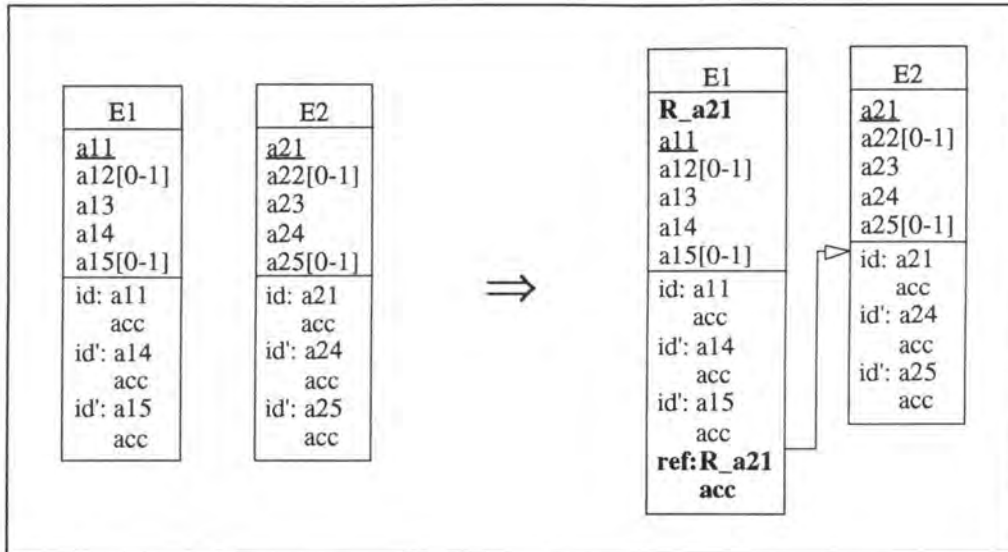 E1
a11
a12[0-1]
a13
a14
a15[0-1]
id: a11
acc
id': a14
acc
id': a15
acc
E2
a21
a22[0-1]
a23
a24
a25[0-1]
id: a21
acc
id': a24
acc
id': a25
acc
⇒
E1
R_a21
a11
a12[0-1]
a13
a14
a15[0-1]
id: a11
acc
id': a14
acc
id': a15
acc
ref:R_a21
acc
E2
a21
a22[0-1]
a23
a24
a25[0-1]
id: a21
acc
id': a24
acc
id': a25
acc